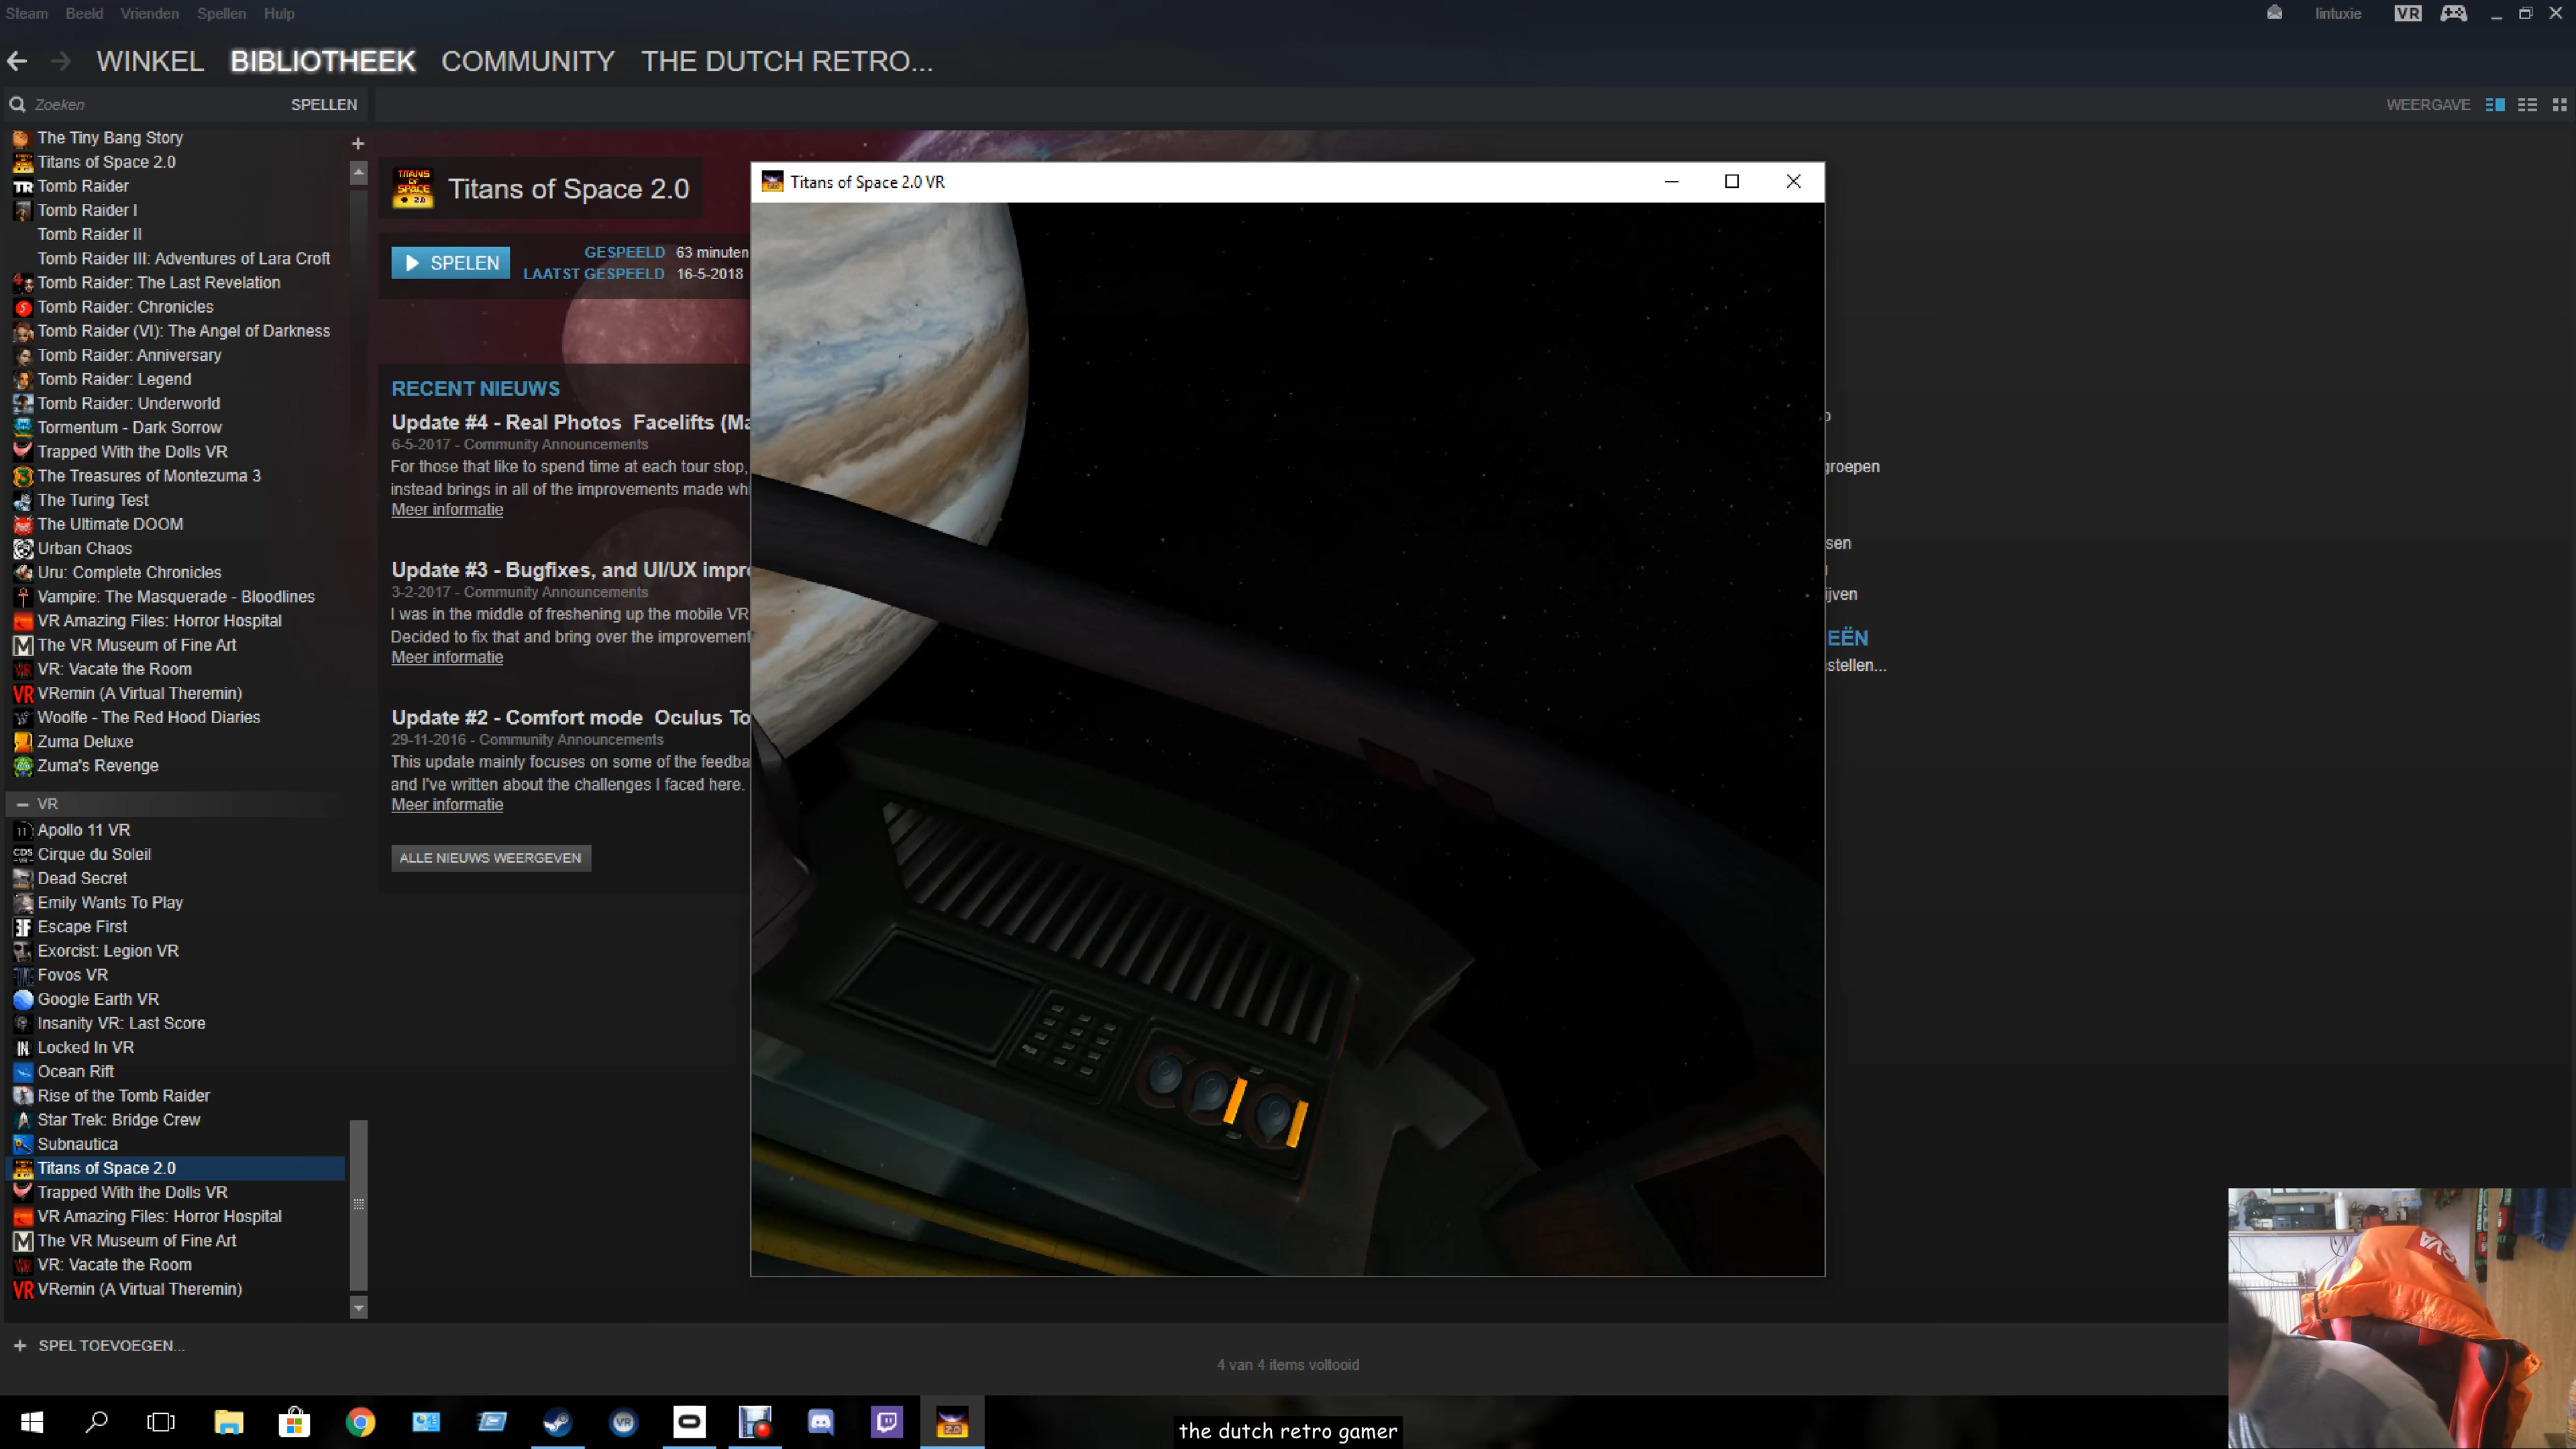 Steam Beeld Vrienden Spellen Hulp
lintuxie VR
WINKEL BIBLIOTHEEK COMMUNITY THE DUTCH RETRO...
Zoeken SPELLEN WEERGAVE
The Tiny Bang Story
Titans of Space 2.0
Tomb Raider
Tomb Raider I
Tomb Raider II
Tomb Raider III: Adventures of Lara Croft
Tomb Raider: The Last Revelation
Tomb Raider: Chronicles
Tomb Raider (VI): The Angel of Darkness
Tomb Raider: Anniversary
Tomb Raider: Legend
Tomb Raider: Underworld
Tormentum - Dark Sorrow
Trapped With the Dolls VR
The Treasures of Montezuma 3
The Turing Test
The Ultimate DOOM
Urban Chaos
Uru: Complete Chronicles
Vampire: The Masquerade - Bloodlines
VR Amazing Files: Horror Hospital
The VR Museum of Fine Art
VR: Vacate the Room
VRemin (A Virtual Theremin)
Woolfe - The Red Hood Diaries
Zuma Deluxe
Zuma's Revenge
VR
Apollo 11 VR
Cirque du Soleil
Dead Secret
Emily Wants To Play
Escape First
Exorcist: Legion VR
Fovos VR
Google Earth VR
Insanity VR: Last Score
Locked In VR
Ocean Rift
Rise of the Tomb Raider
Star Trek: Bridge Crew
Subnautica
Titans of Space 2.0
Trapped With the Dolls VR
VR Amazing Files: Horror Hospital
The VR Museum of Fine Art
VR: Vacate the Room
VRemin (A Virtual Theremin)
SPEL TOEVOEGEN...
TITANS OF SPACE 2.0
Titans of Space 2.0
SPELEN
GESPEELD 63 minuten
LAATST GESPEELD 16-5-2018
RECENT NIEUWS
Update #4 - Real Photos Facelifts (Ma
6-5-2017 - Community Announcements
For those that like to spend time at each tour stop,
instead brings in all of the improvements made whi
Meer informatie
Update #3 - Bugfixes, and UI/UX impro
3-2-2017 - Community Announcements
I was in the middle of freshening up the mobile VR
Decided to fix that and bring over the improvement
Meer informatie
Update #2 - Comfort mode Oculus To
29-11-2016 - Community Announcements
This update mainly focuses on some of the feedba
and I've written about the challenges I faced here.
Meer informatie
ALLE NIEUWS WEERGEVEN
Titans of Space 2.0 VR
groepen
sen
ijven
EËN
stellen...
4 van 4 items voltooid
the dutch retro gamer